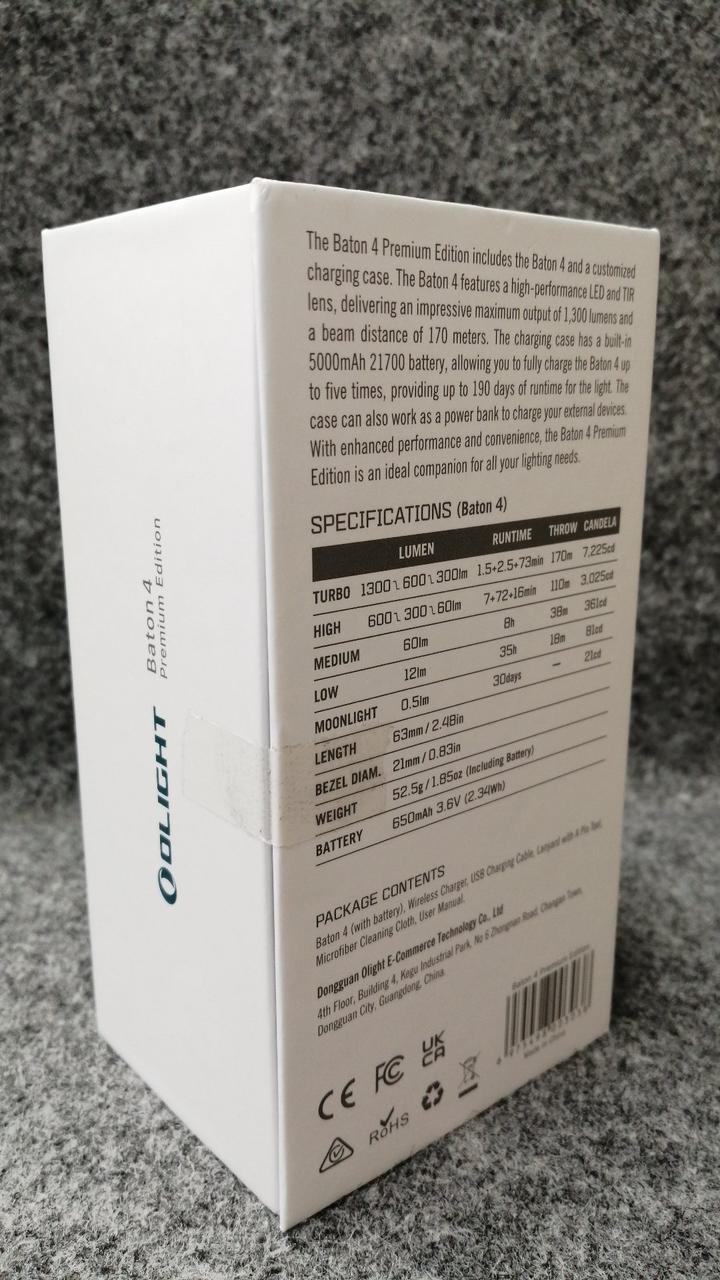 The Baton 4 Premium Edition includes the Baton 4 and a customized
charging case. The Baton 4 features a high-performance LED and TIR
lens, delivering an impressive maximum output of 1,300 lumens and
a beam distance of 170 meters. The charging case has a built-in
5000mAh 21700 battery, allowing you to fully charge the Baton 4 up
to five times, providing up to 190 days of runtime for the light. The
case can also work as a power bank to charge your external devices.
With enhanced performance and convenience, the Baton 4 Premium
Edition is an ideal companion for all your lighting needs.
SPECIFICATIONS (Baton 4)
LUMEN RUNTIME THROW CANDELA
TURBO 1300~600~300lm 1.5+2.5+73min 170m 7,225cd
HIGH 600~300~60lm 7+72+16min 110m 3,025cd
MEDIUM 60lm 8h 38m 361cd
LOW 12lm 35h 18m 81cd
MOONLIGHT 0.5lm 30days — 21cd
LENGTH 63mm / 2.48in
BEZEL DIAM. 21mm / 0.83in
WEIGHT 52.5g / 1.85oz (Including Battery)
BATTERY 650mAh 3.6V (2.34Wh)
PACKAGE CONTENTS
Baton 4 (with battery), Wireless Charger, USB Charging Cable, Lanyard with A Pin Tool,
Microfiber Cleaning Cloth, User Manual.
Dongguan Olight E-Commerce Technology Co., Ltd
4th Floor, Building 4, Kegu Industrial Park, No 6 Zhongnan Road, Changan Town,
Dongguan City, Guangdong, China.
Baton 4 Premium Edition
Made in China
CE FC UK
CA
RoHS
OLIGHT
Baton 4
Premium Edition